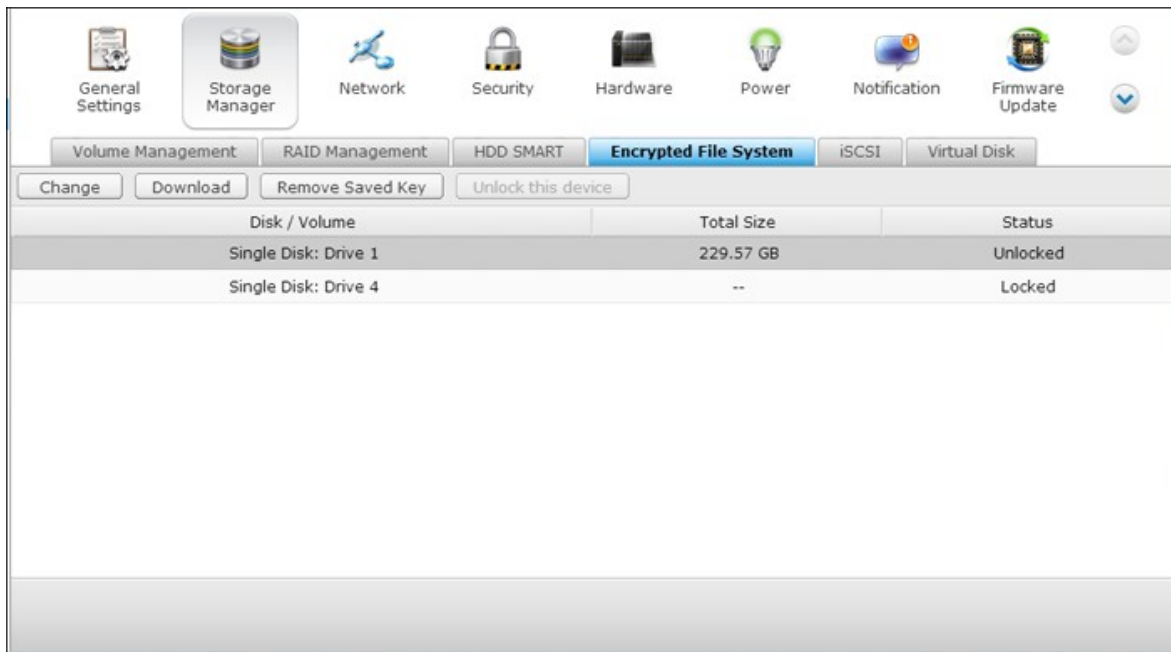 General Settings
Storage Manager
Network
Security
Hardware
Power
Notification
Firmware Update
Volume Management
RAID Management
HDD SMART
Encrypted File System
iSCSI
Virtual Disk
Change
Download
Remove Saved Key
Unlock this device
Disk / Volume Total Size Status
Single Disk: Drive 1 229.57 GB Unlocked
Single Disk: Drive 4 -- Locked